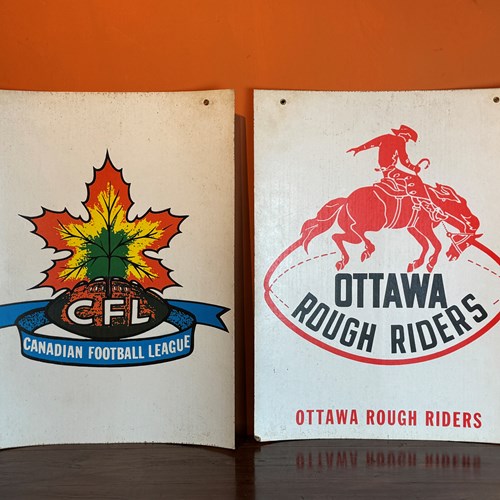 CFL
CANADIAN FOOTBALL LEAGUE
OTTAWA
ROUGH RIDERS
OTTAWA ROUGH RIDERS